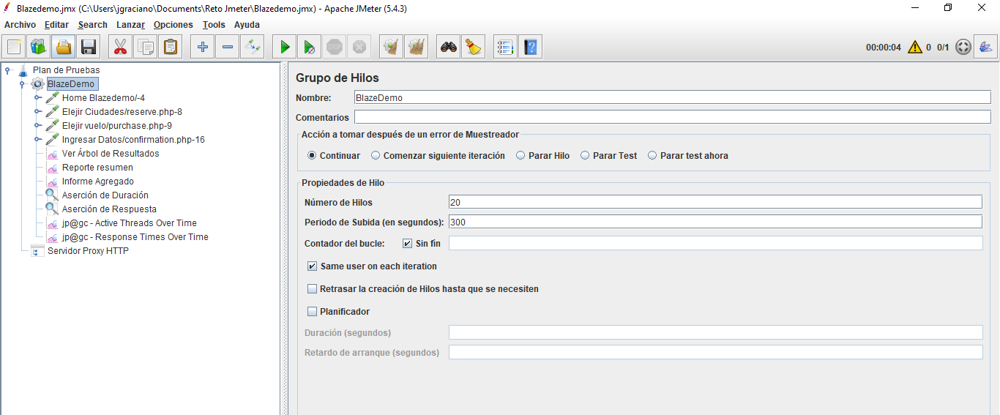 Blazedemo.jmx (C:\Users\jgraciano\Documents\Reto Jmeter\Blazedemo.jmx) - Apache JMeter (5.4.3)
Archivo Editar Search Lanzar Opciones Tools Ayuda
STOP 00:00:04 0 0/1
Plan de Pruebas
BlazeDemo
Home Blazedemo/-4
Elejir Ciudades/reserve.php-8
Elejir vuelo/purchase.php-9
Ingresar Datos/confirmation.php-16
Ver Árbol de Resultados
Reporte resumen
Informe Agregado
Aserción de Duración
Aserción de Respuesta
jp@gc - Active Threads Over Time
jp@gc - Response Times Over Time
Servidor Proxy HTTP
Grupo de Hilos
Nombre: BlazeDemo
Comentarios
Acción a tomar después de un error de Muestreador
Continuar Comenzar siguiente iteración Parar Hilo Parar Test Parar test ahora
Propiedades de Hilo
Número de Hilos 20
Periodo de Subida (en segundos): 300
Contador del bucle: Sin fin
Same user on each iteration
Retrasar la creación de Hilos hasta que se necesiten
Planificador
Duración (segundos)
Retardo de arranque (segundos)